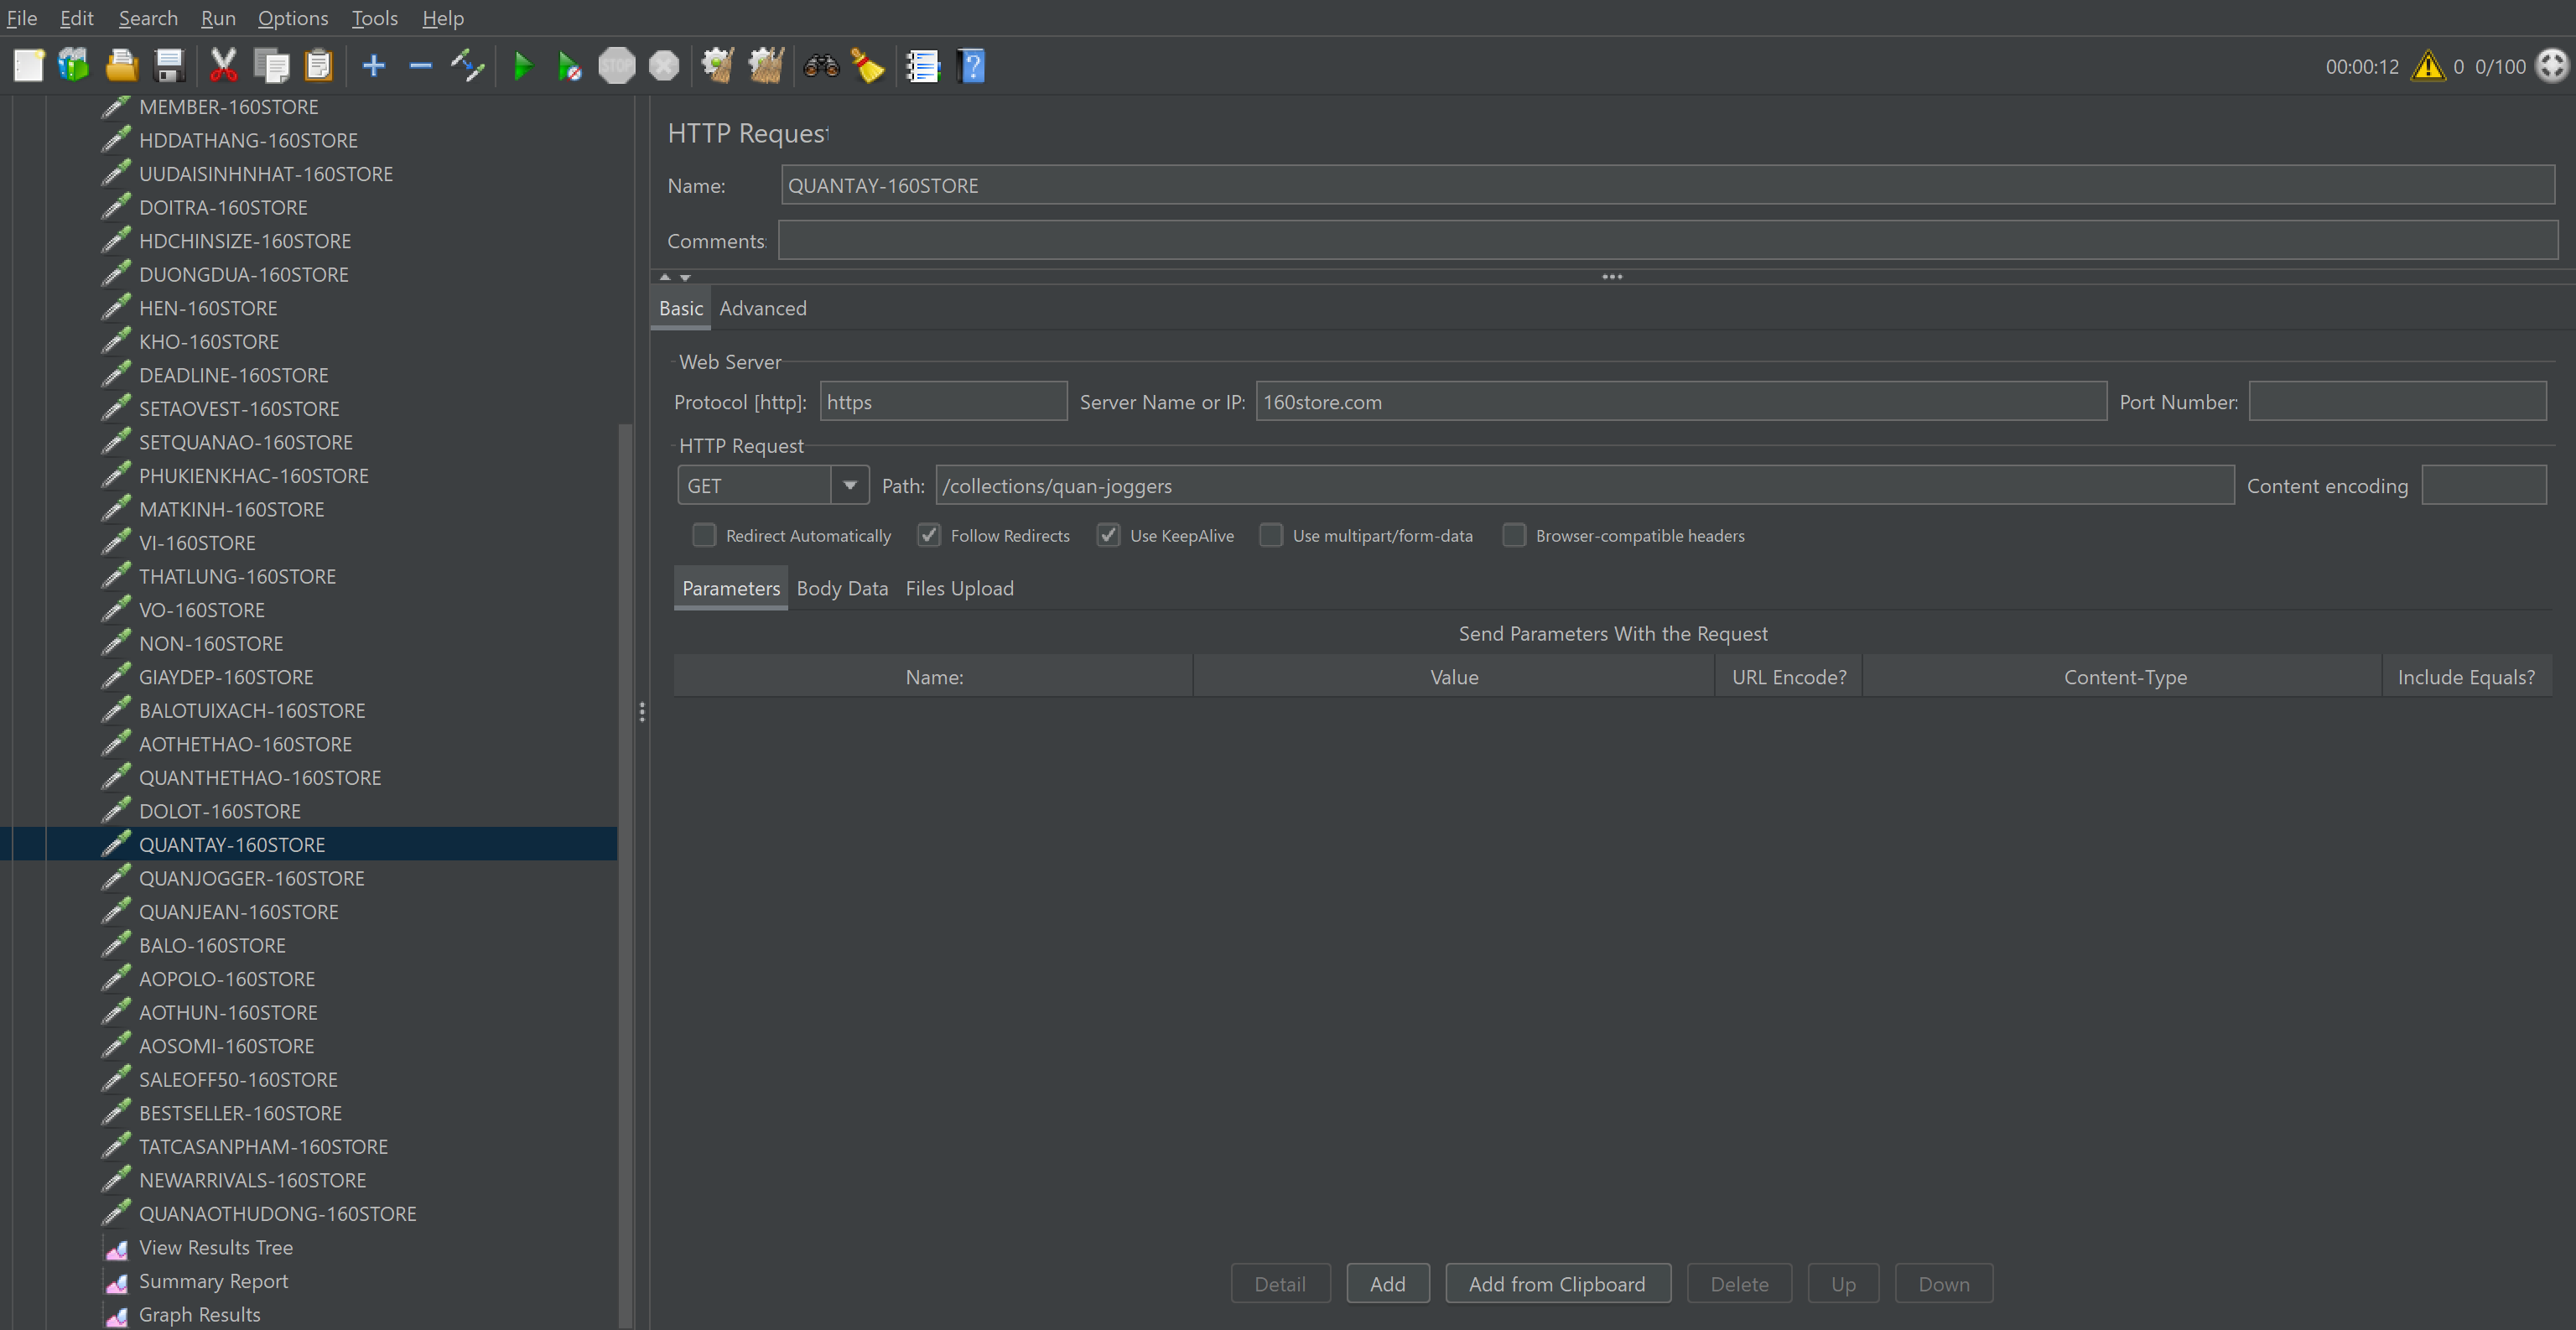 File Edit Search Run Options Tools Help
STOP
00:00:12 0 0/100
MEMBER-160STORE
HDDATHANG-160STORE
UUDAISINHNHAT-160STORE
DOITRA-160STORE
HDCHINSIZE-160STORE
DUONGDUA-160STORE
HEN-160STORE
KHO-160STORE
DEADLINE-160STORE
SETAOVEST-160STORE
SETQUANAO-160STORE
PHUKIENKHAC-160STORE
MATKINH-160STORE
VI-160STORE
THATLUNG-160STORE
VO-160STORE
NON-160STORE
GIAYDEP-160STORE
BALOTUIXACH-160STORE
AOTHETHAO-160STORE
QUANTHETHAO-160STORE
DOLOT-160STORE
QUANTAY-160STORE
QUANJOGGER-160STORE
QUANJEAN-160STORE
BALO-160STORE
AOPOLO-160STORE
AOTHUN-160STORE
AOSOMI-160STORE
SALEOFF50-160STORE
BESTSELLER-160STORE
TATCASANPHAM-160STORE
NEWARRIVALS-160STORE
QUANAOTHUDONG-160STORE
View Results Tree
Summary Report
Graph Results
HTTP Request
Name: QUANTAY-160STORE
Comments:
Basic Advanced
Web Server
Protocol [http]: https Server Name or IP: 160store.com Port Number:
HTTP Request
GET Path: /collections/quan-joggers Content encoding
Redirect Automatically Follow Redirects Use KeepAlive Use multipart/form-data Browser-compatible headers
Parameters Body Data Files Upload
Send Parameters With the Request
Name: Value URL Encode? Content-Type Include Equals?
Detail Add Add from Clipboard Delete Up Down